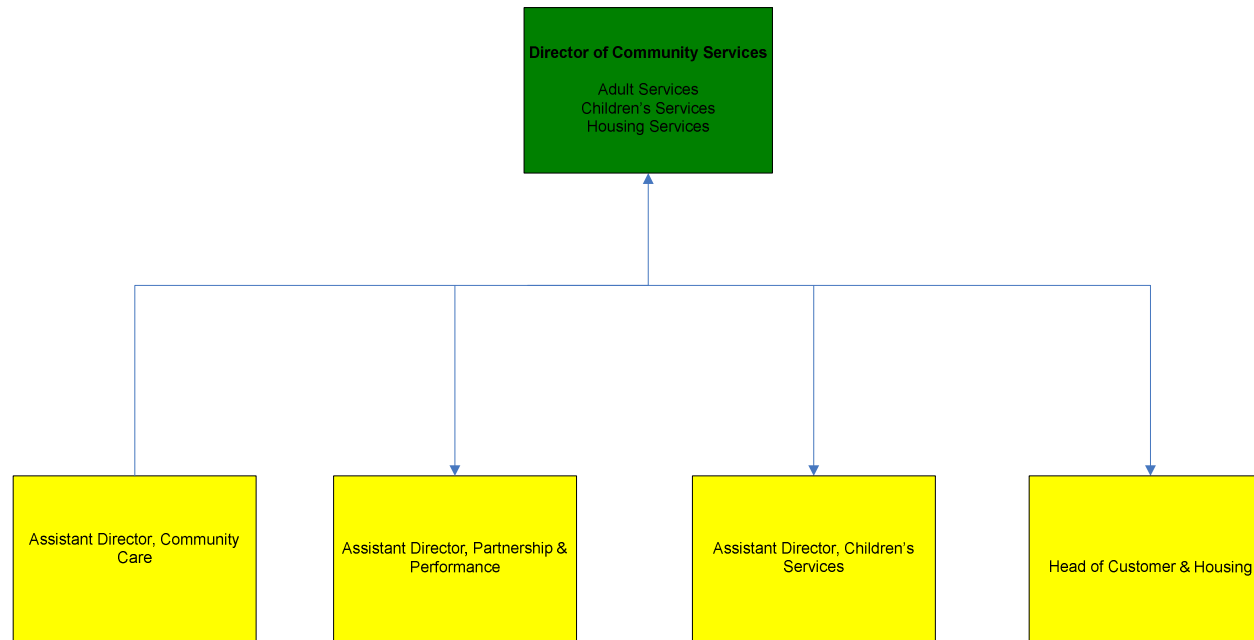 Director of Community Services
Adult Services
Children's Services
Housing Services
Assistant Director, Community
Care
Assistant Director, Partnership &
Performance
Assistant Director, Children's
Services
Head of Customer & Housing